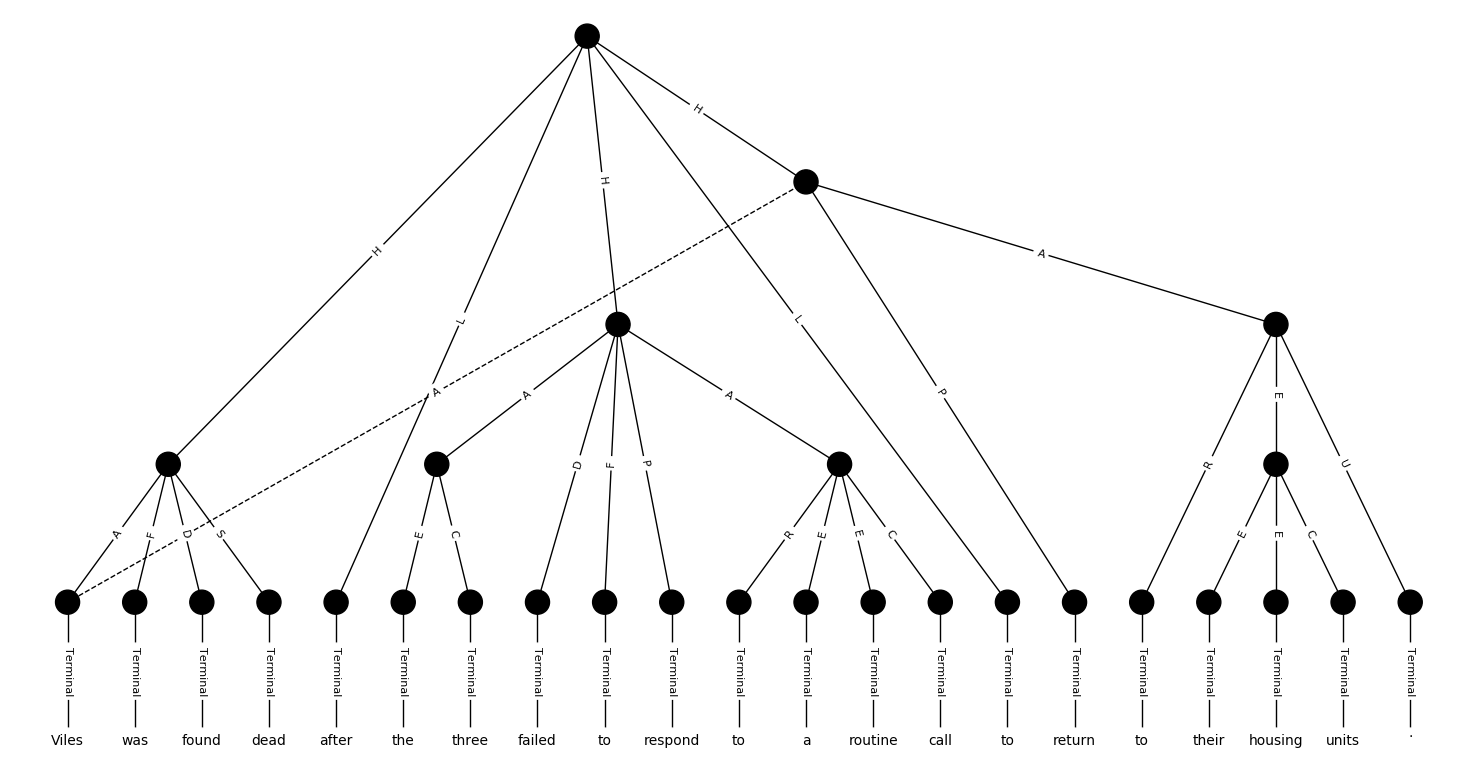 H
H
H
A
L
L
A
A
A
P
E
D
F
P
R
U
A
F
D
S
E
C
R
E
E
C
E
E
C
Terminal Terminal Terminal Terminal Terminal Terminal Terminal Terminal Terminal Terminal Terminal Terminal Terminal Terminal Terminal Terminal Terminal Terminal Terminal Terminal Terminal
Viles was found dead after the three failed to respond to a routine call to return to their housing units .